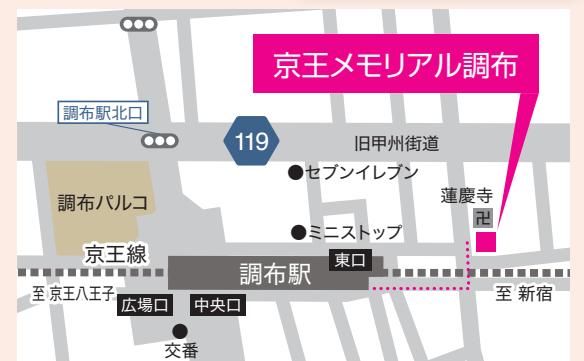 京王メモリアル調布
調布駅北口
119
旧甲州街道
●セブンイレブン
蓮慶寺
卍
調布パルコ
●ミニストップ
京王線
東口
調布駅
至 京王八王子
広場口
中央口
至 新宿
交番